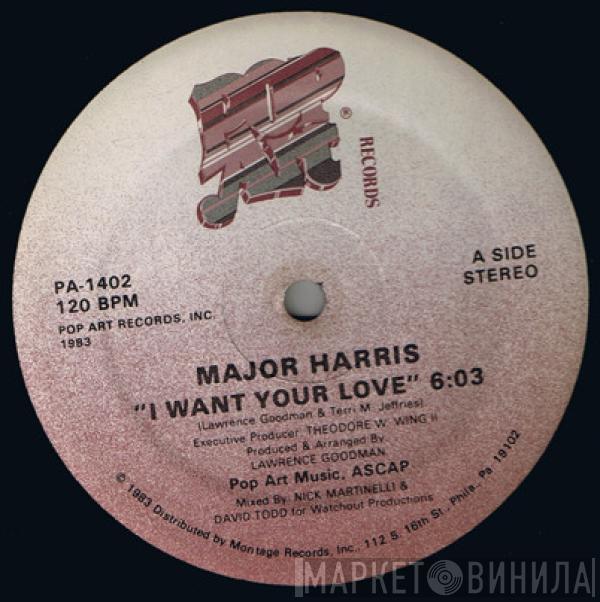 POP ART
®
RECORDS
PA-1402
120 BPM
POP ART RECORDS, INC.
1983
A SIDE
STEREO
MAJOR HARRIS
"I WANT YOUR LOVE" 6:03
(Lawrence Goodman & Terri M. Jeffries)
Executive Producer: THEODORE W. WING II
Produced & Arranged By
LAWRENCE GOODMAN
Pop Art Music, ASCAP
Mixed By: NICK MARTINELLI &
DAVID TODD for Watchout Productions
© 1983 Distributed by Montage Records, Inc., 112 S. 16th St., Phila., Pa 19102
МАРКЕТ ВИНИЛА